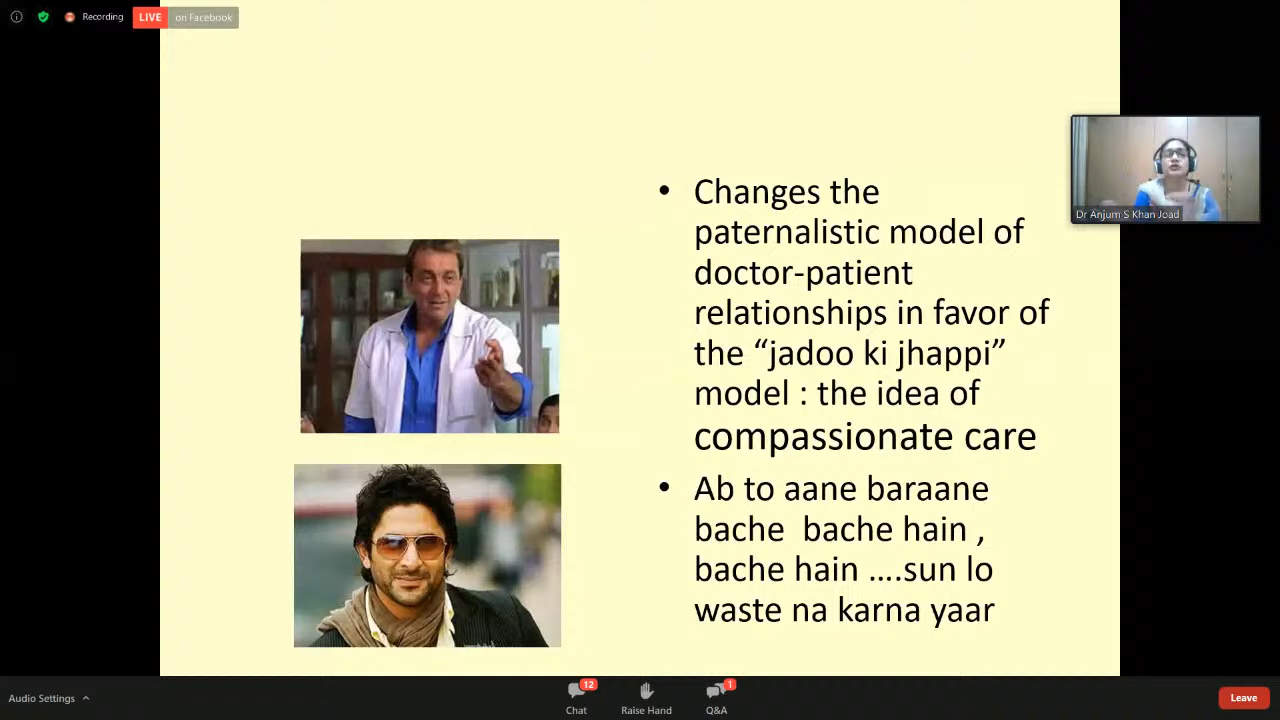 Recording
LIVE on Facebook
• Changes the
paternalistic model of
doctor-patient
relationships in favor of
the “jadoo ki jhappi”
model : the idea of
compassionate care
• Ab to aane baraane
bache  bache hain ,
bache hain ....sun lo
waste na karna yaar
Dr Anjum S Khan Joad
Audio Settings
12
Chat
Raise Hand
1
Q&A
Leave